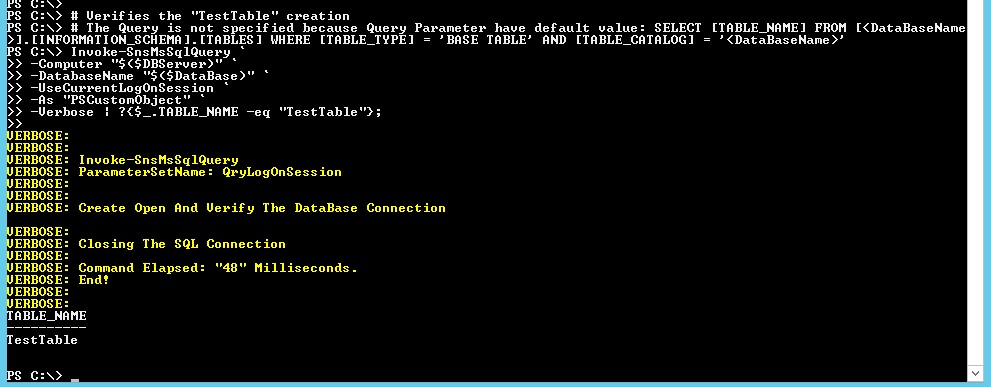 PS C:\>
PS C:\> # Verifies the "TestTable" creation
PS C:\> # The Query is not specified because Query Parameter have default value: SELECT [TABLE_NAME] FROM [<DataBaseName
>].[INFORMATION_SCHEMA].[TABLES] WHERE [TABLE_TYPE] = 'BASE TABLE' AND [TABLE_CATALOG] = '<DataBaseName>'
PS C:\> Invoke-SnsMsSqlQuery `
>> -Computer "$($DBServer)" `
>> -DatabaseName "$($DataBase)" `
>> -UseCurrentLogOnSession `
>> -As "PSCustomObject" `
>> -Verbose | ?{$_.TABLE_NAME -eq "TestTable"};
>>
VERBOSE:
VERBOSE:
VERBOSE: Invoke-SnsMsSqlQuery
VERBOSE: ParameterSetName: QryLogOnSession
VERBOSE:
VERBOSE:
VERBOSE: Create Open And Verify The DataBase Connection
VERBOSE:
VERBOSE: Closing The SQL Connection
VERBOSE:
VERBOSE: Command Elapsed: "48" Milliseconds.
VERBOSE: End!
VERBOSE:
VERBOSE:
TABLE_NAME
----------
TestTable
PS C:\> _